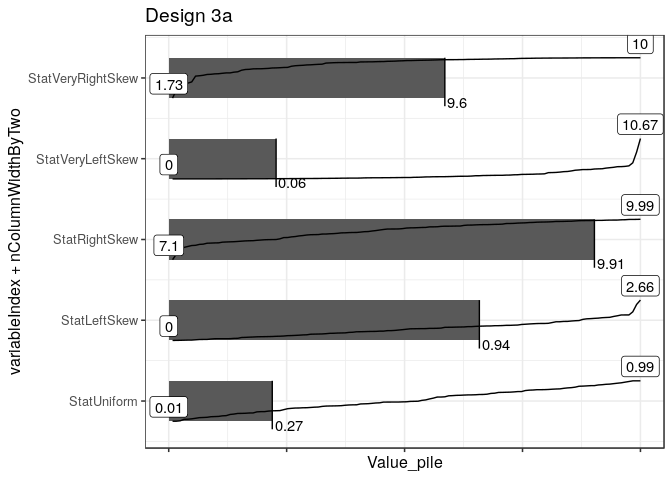 Design 3a
10
StatVeryRightSkew
1.73
9.6
10.67
StatVeryLeftSkew
0
0.06
9.99
StatRightSkew
7.1
9.91
2.66
StatLeftSkew
0
0.94
0.99
StatUniform
0.01
0.27
Value_pile
variableIndex + nColumnWIdthByTwo